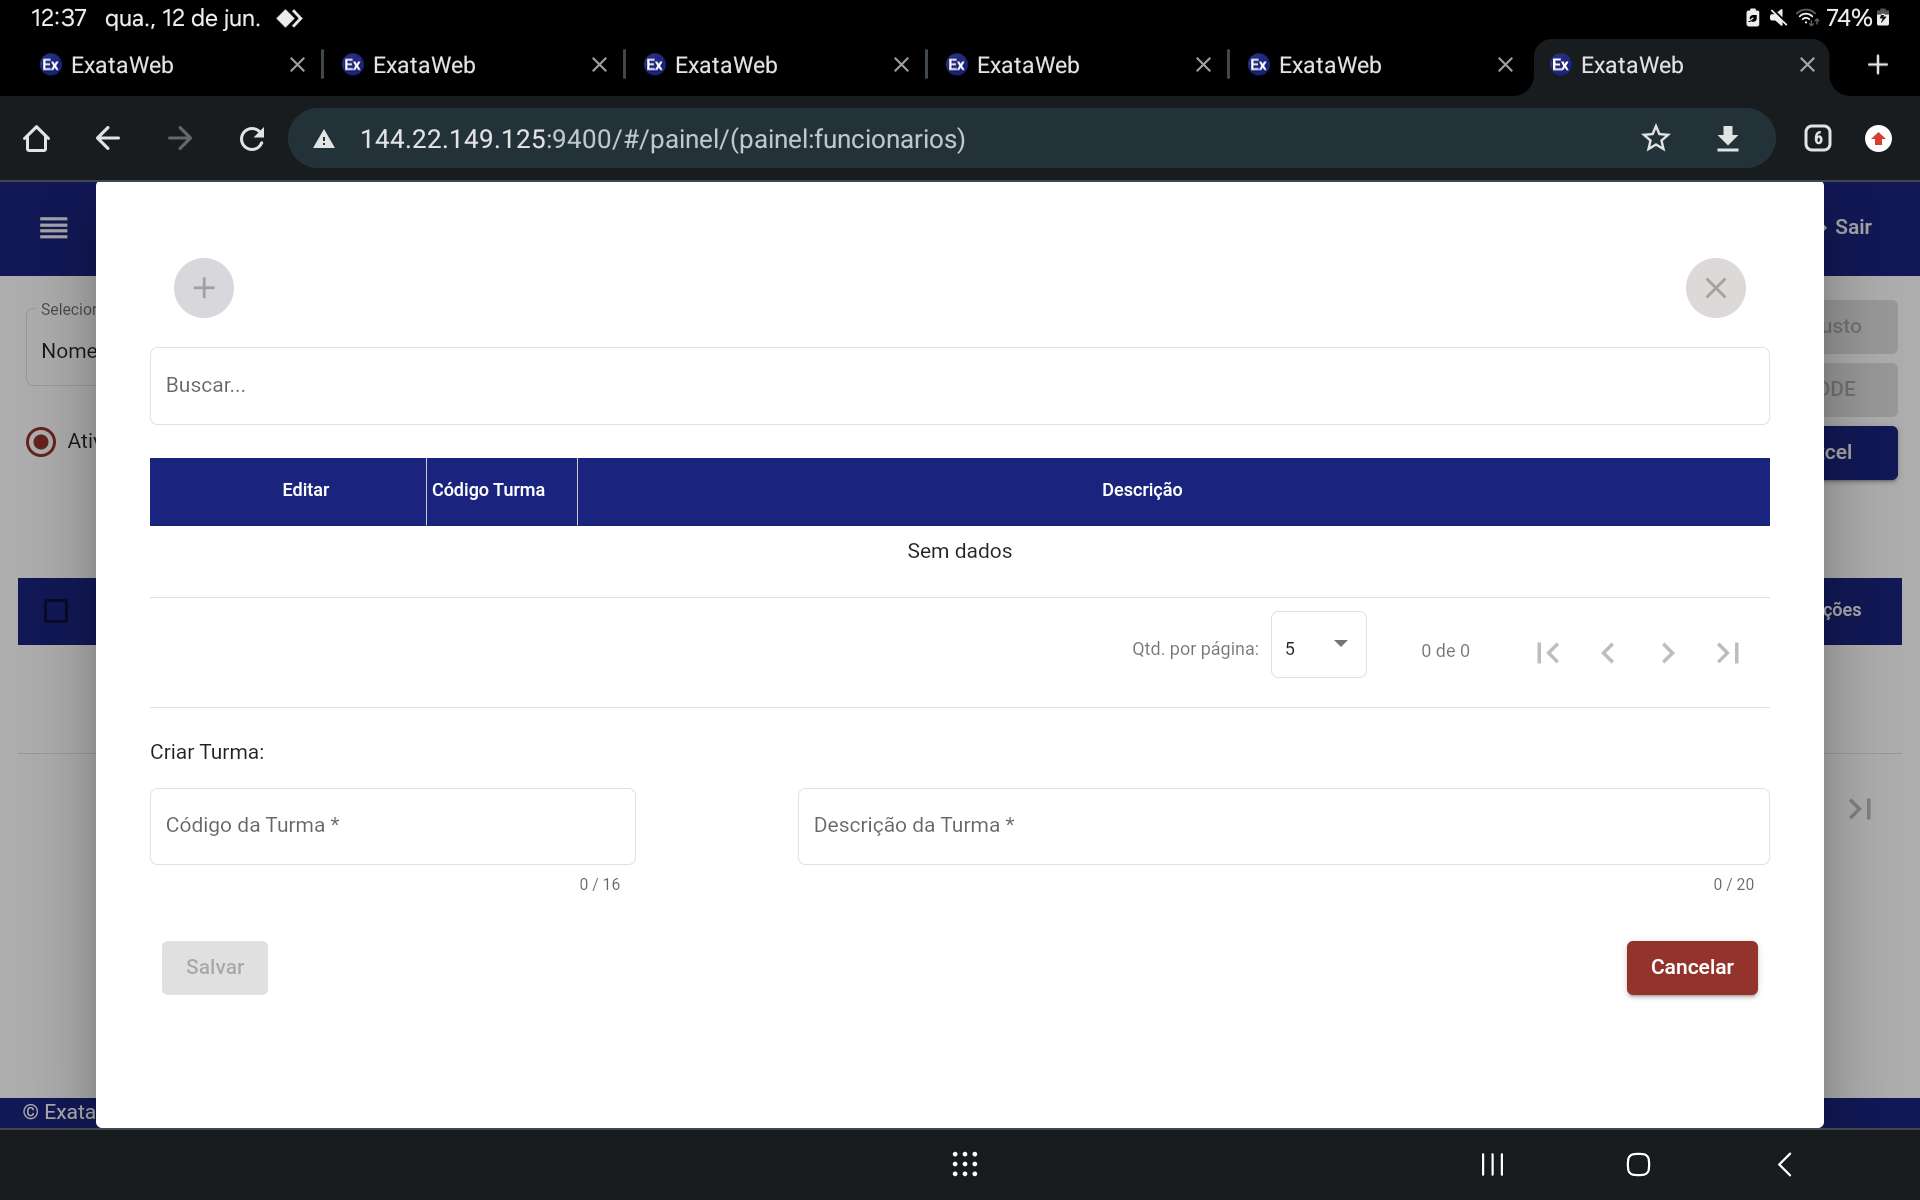 12:37 qua., 12 de jun. 74%
Ex ExataWeb Ex ExataWeb Ex ExataWeb Ex ExataWeb Ex ExataWeb Ex ExataWeb
144.22.149.125:9400/#/painel/(painel:funcionarios) 6
Sair
Selecion
Nome
usto
Buscar...
ODE
Ativ
cel
Editar Código Turma Descrição
Sem dados
ções
Qtd. por página: 5 0 de 0
Criar Turma:
Código da Turma * Descrição da Turma *
0 / 16 0 / 20
Salvar Cancelar
© Exata